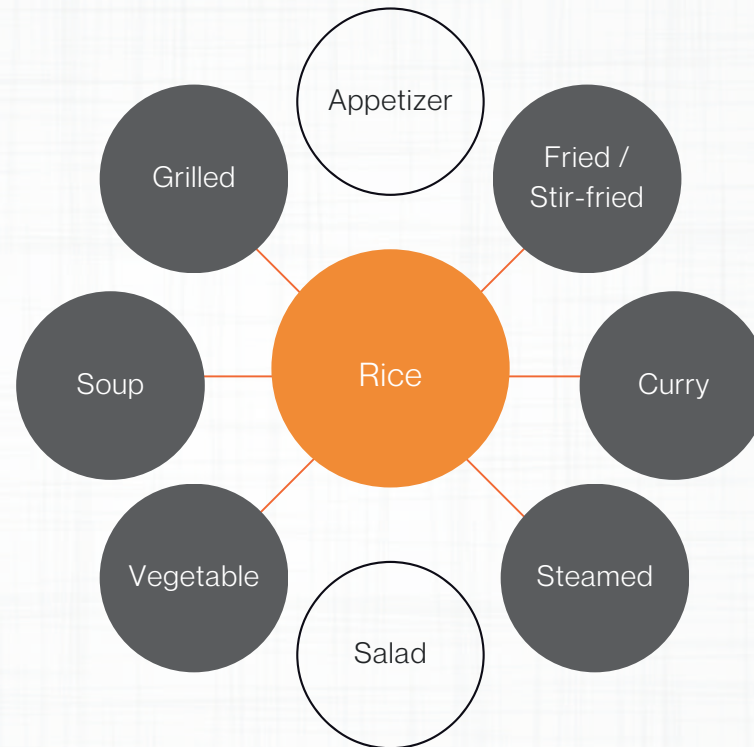 Appetizer
Grilled
Fried /
Stir-fried
Soup
Rice
Curry
Vegetable
Steamed
Salad